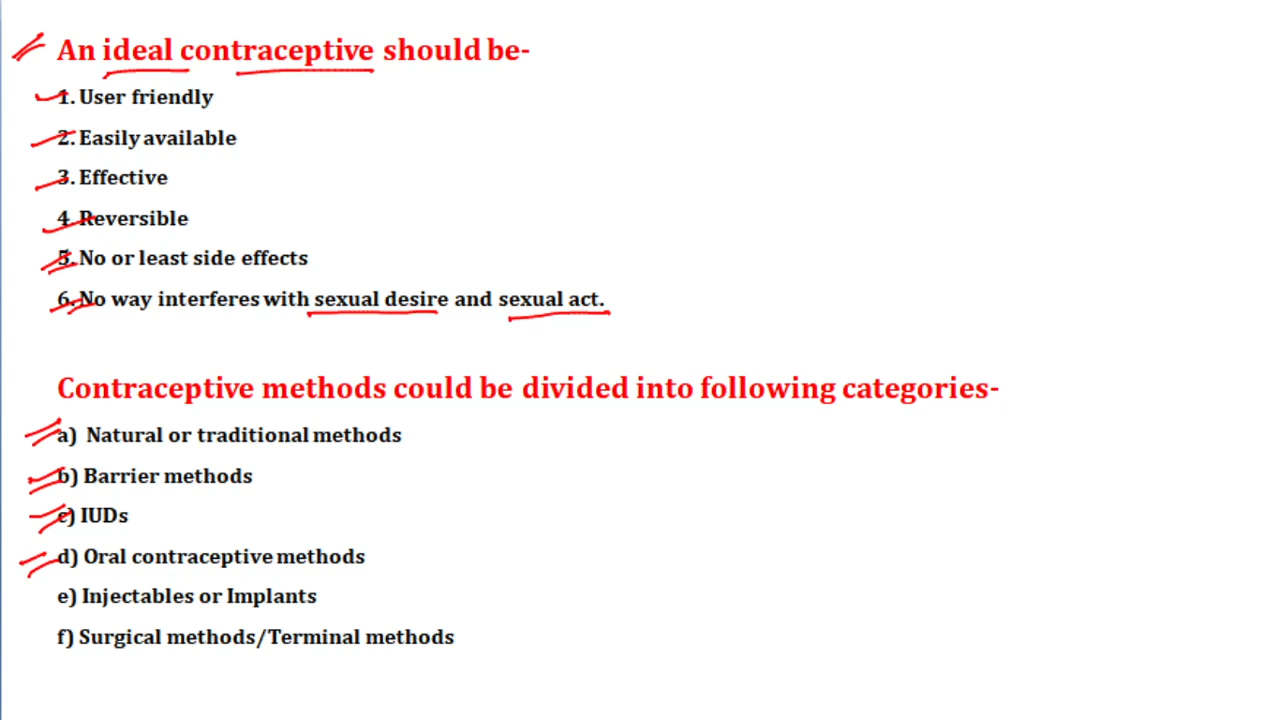 An ideal contraceptive should be-
1. User friendly
2. Easily available
3. Effective
4. Reversible
5. No or least side effects
6. No way interferes with sexual desire and sexual act.
Contraceptive methods could be divided into following categories-
a) Natural or traditional methods
b) Barrier methods
c) IUDs
d) Oral contraceptive methods
e) Injectables or Implants
f) Surgical methods/Terminal methods